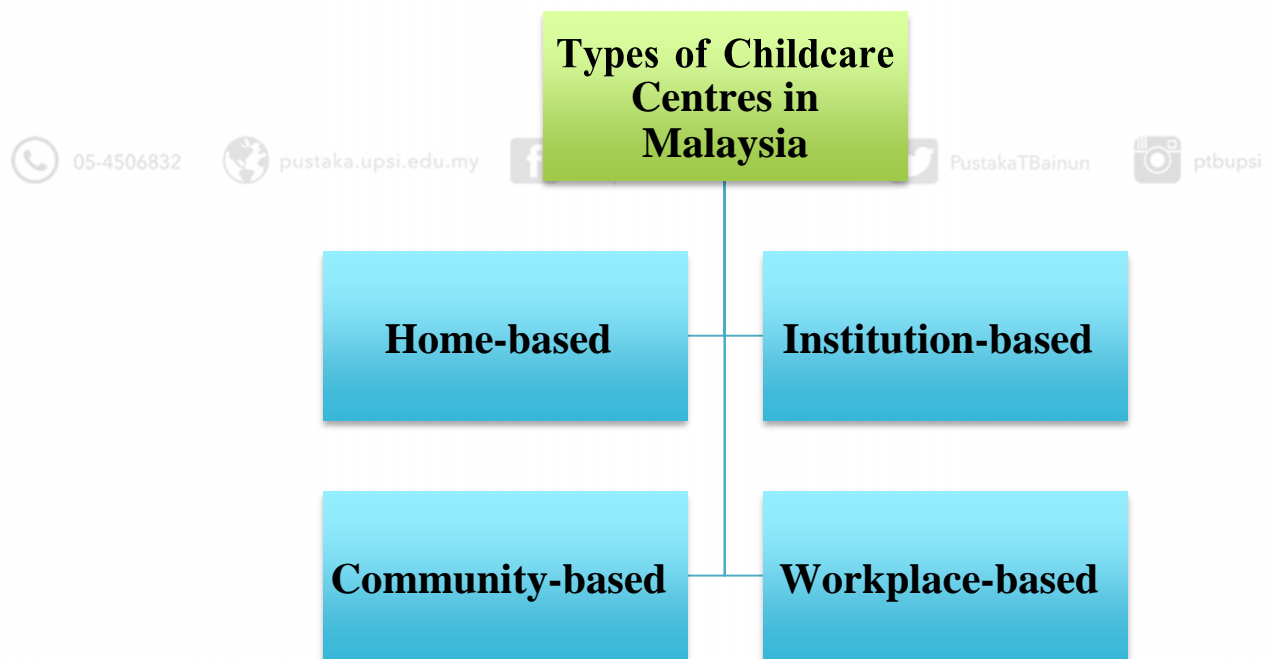 Types of Childcare
Centres in
Malaysia
05-4506832
pustaka.upsi.edu.my
PustakaTBainun
ptbupsi
Home-based
Institution-based
Community-based
Workplace-based